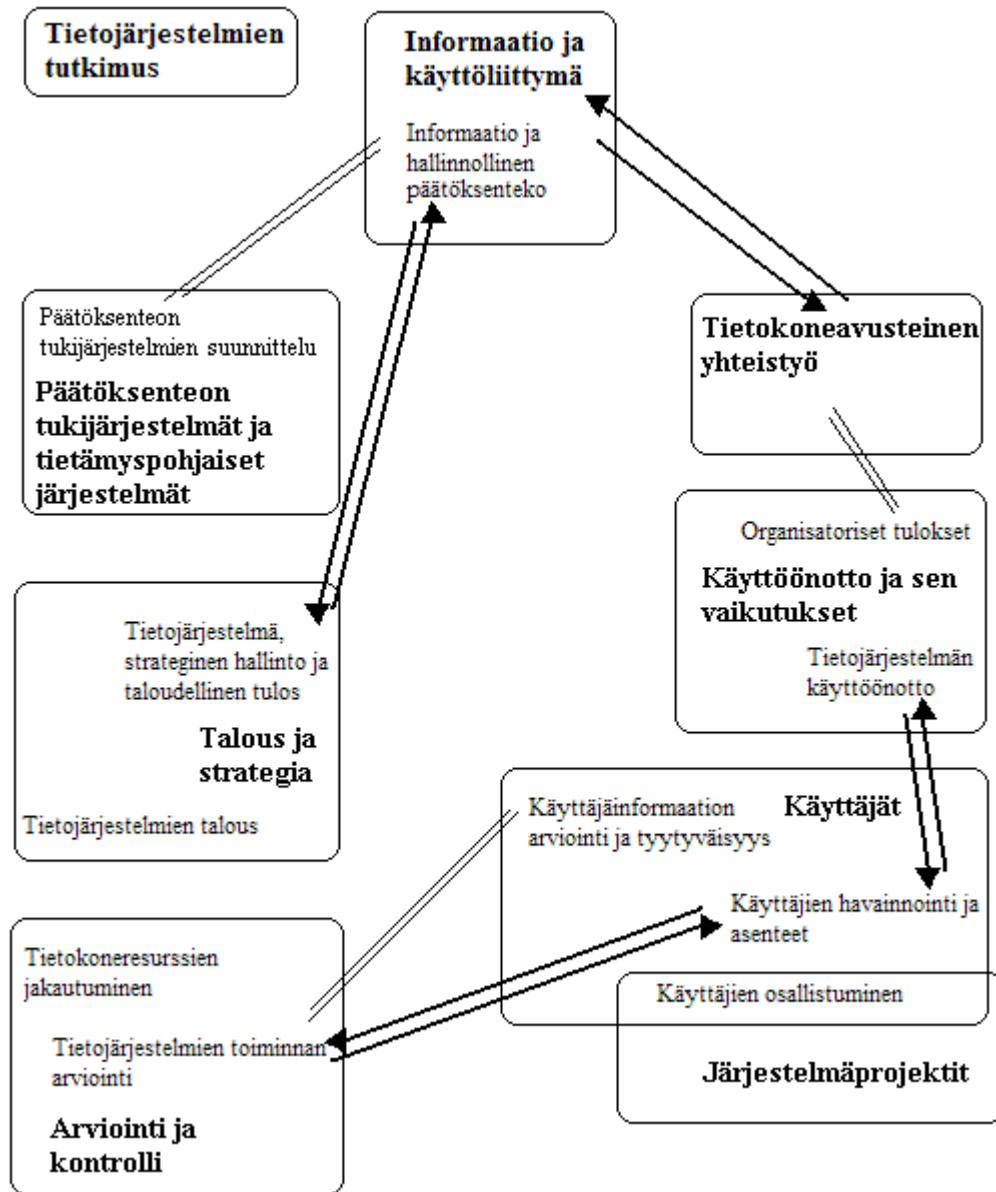 Tietojärjestelmien
tutkimus
Informaatio ja
käyttöliittymä
Informaatio ja
hallinnollinen
päätöksenteko
Päätöksenteon
tukijärjestelmien suunnittelu
Päätöksenteon
tukijärjestelmät ja
tietämyspohjaiset
järjestelmät
Tietokoneavusteinen
yhteistyö
Organisatoriset tulokset
Käyttöönotto ja sen
vaikutukset
Tietojärjestelmän
käyttöönotto
Tietojärjestelmä,
strateginen hallinto ja
taloudellinen tulos
Talous ja
strategia
Tietojärjestelmien talous
Käyttäjäinformaation
arviointi ja tyytyväisyys
Käyttäjät
Käyttäjien havainnointi ja
asenteet
Käyttäjien osallistuminen
Järjestelmäprojektit
Tietokoneresurssien
jakautuminen
Tietojärjestelmien toiminnan
arviointi
Arviointi ja
kontrolli